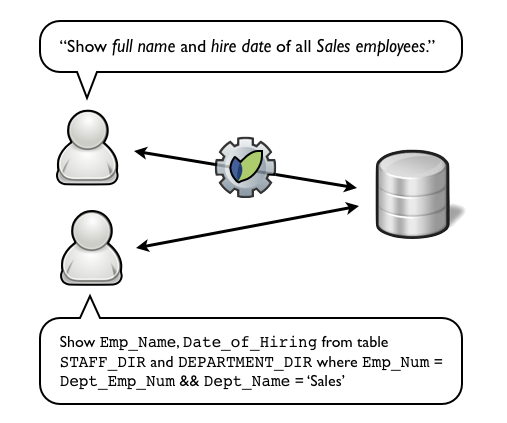 “Show full name and hire date of all Sales employees.”
Show Emp_Name, Date_of_Hiring from table
STAFF_DIR and DEPARTMENT_DIR where Emp_Num =
Dept_Emp_Num && Dept_Name = ‘Sales’